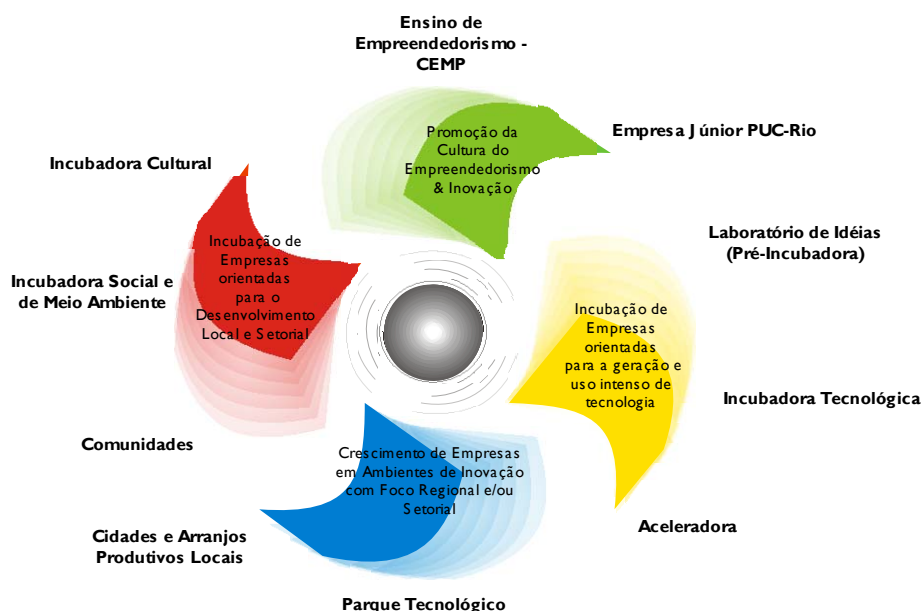 Ensino de
Empreendedorismo -
CEMP
Empresa Júnior PUC-Rio
Promoção da
Cultura do
Empreendedorismo
& Inovação
Incubadora Cultural
Laboratório de Idéias
(Pré-Incubadora)
Incubação de
Empresas
orientadas
para o
Desenvolvimento
Local e Setorial
Incubadora Social e
de Meio Ambiente
Incubação de
Empresas
orientadas
para a geração e
uso intenso de
tecnologia
Incubadora Tecnológica
Comunidades
Crescimento de Empresas
em Ambientes de Inovação
com Foco Regional e/ou
Setorial
Aceleradora
Cidades e Arranjos
Produtivos Locais
Parque Tecnológico